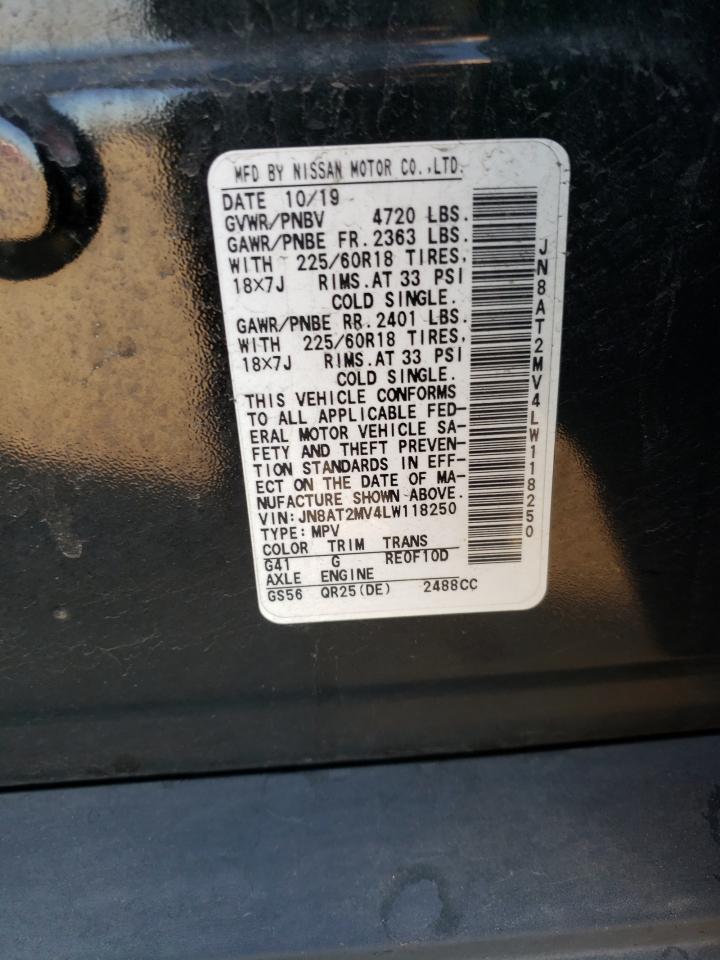 MFD BY NISSAN MOTOR CO.,LTD.
DATE 10/19
GVWR/PNBV 4720 LBS.
GAWR/PNBE FR.2363 LBS.
WITH 225/60R18 TIRES,
18X7J RIMS.AT 33 PSI
COLD SINGLE.
GAWR/PNBE RR.2401 LBS.
WITH 225/60R18 TIRES,
18X7J RIMS.AT 33 PSI
COLD SINGLE.
THIS VEHICLE CONFORMS
TO ALL APPLICABLE FED-
ERAL MOTOR VEHICLE SA-
FETY AND THEFT PREVEN-
TION STANDARDS IN EFF-
ECT ON THE DATE OF MA-
NUFACTURE SHOWN ABOVE.
VIN:JN8AT2MV4LW118250
TYPE:MPV
COLOR TRIM TRANS
G41 G RE0F10D
AXLE ENGINE
GS56 QR25(DE) 2488CC
JN8AT2MV4LW118250